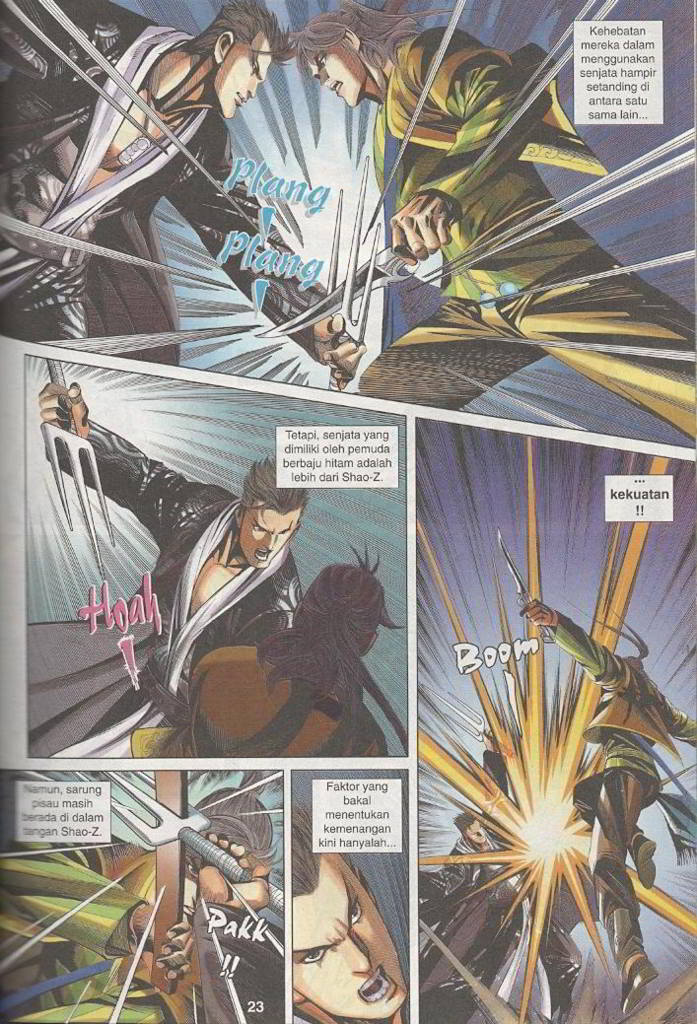 Kehebatan
mereka dalam
menggunakan
senjata hampir
setanding di
antara satu
sama lain...
Plang
!
Plang
!
Tetapi, senjata yang
dimiliki oleh pemuda
berbaju hitam adalah
lebih dari Shao-Z.
Hoah
!
Namun, sarung
pisau masih
berada di dalam
tangan Shao-Z.
Pakk
!!
Faktor yang
bakal
menentukan
kemenangan
kini hanyalah...
...
kekuatan
!!
Boom
!
23